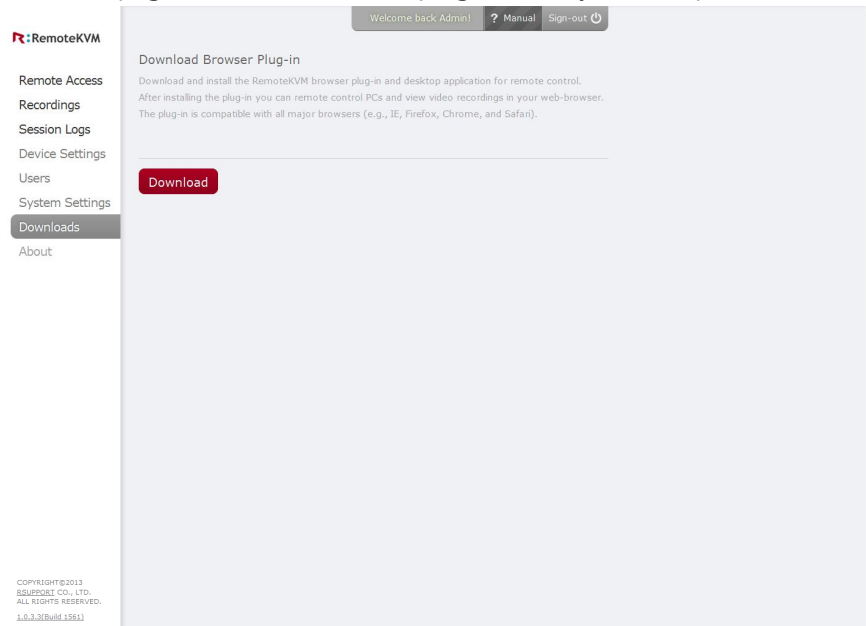 Welcome back Admin! ? Manual Sign-out
R:RemoteKVM
Remote Access
Recordings
Session Logs
Device Settings
Users
System Settings
Downloads
About
Download Browser Plug-in
Download and install the RemoteKVM browser plug-in and desktop application for remote control.
After installing the plug-in you can remote control PCs and view video recordings in your web-browser.
The plug-in is compatible with all major browsers (e.g., IE, Firefox, Chrome, and Safari).
Download
COPYRIGHT©2013
RSUPPORT CO., LTD.
ALL RIGHTS RESERVED.
1.0.3.3(Build 1561)